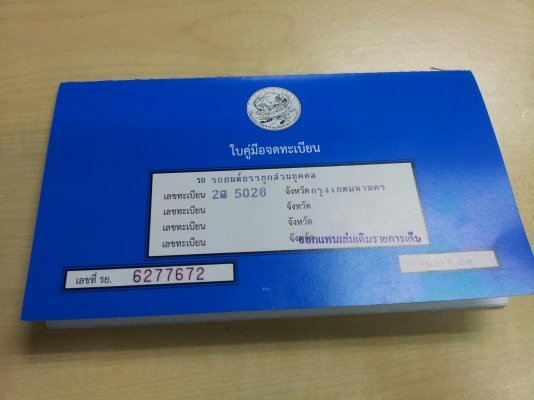 ใบคู่มือจดทะเบียน
รถ รถยนต์บรรทุกส่วนบุคคล
เลขทะเบียน 5026 จังหวัด กรุงเทพมหานคร
เลขทะเบียน จังหวัด
เลขทะเบียน จังหวัด
เลขทะเบียน ออกแทนเล่มเดิมรายการเต็ม
เลขที่ รย. 6277672